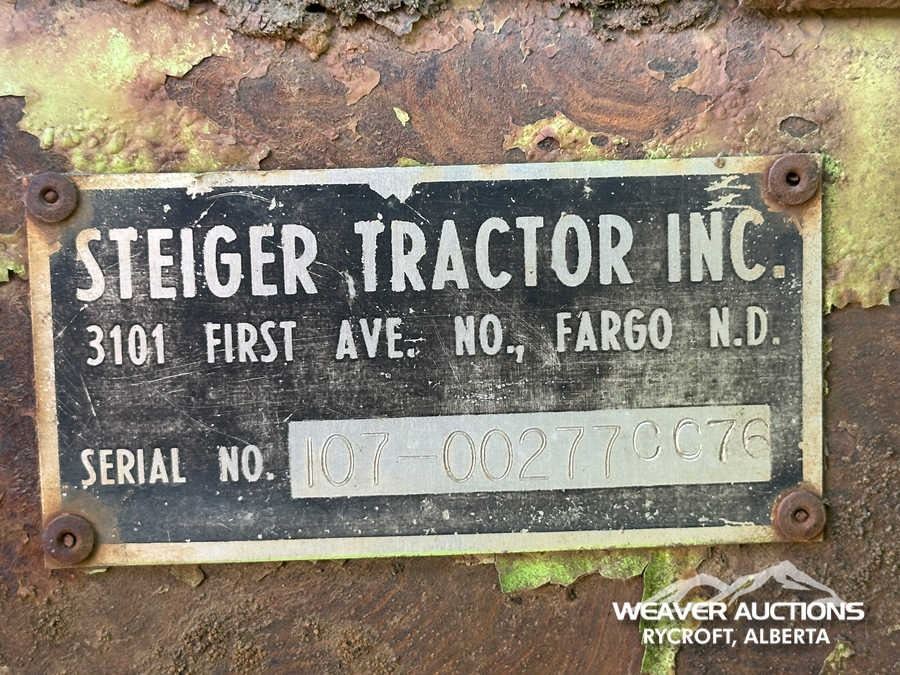 STEIGER TRACTOR INC.
3101 FIRST AVE. NO., FARGO N.D.
SERIAL NO. 107-00277CC76
WEAVER AUCTIONS
RYCROFT, ALBERTA